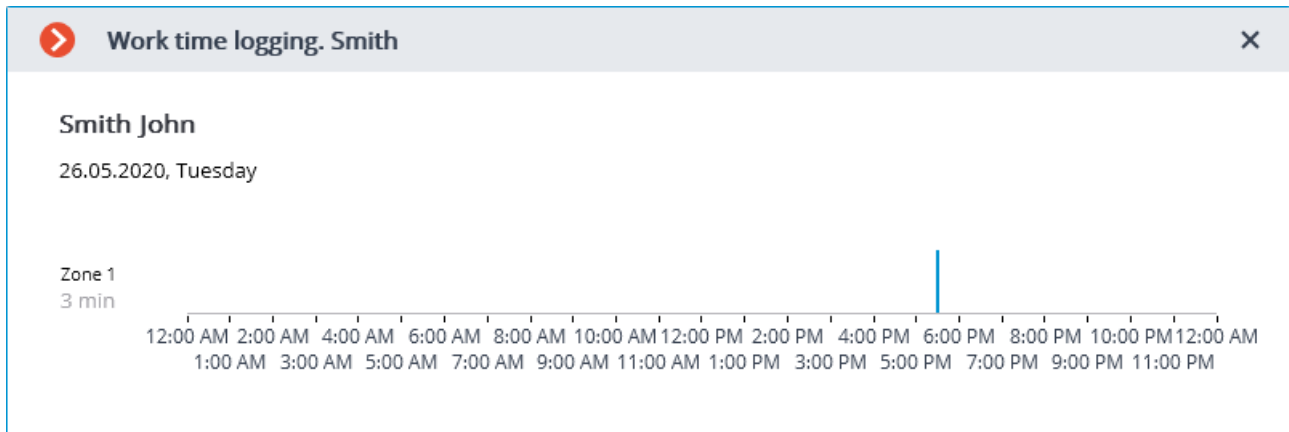 Work time logging. Smith
Smith John
26.05.2020, Tuesday
Zone 1
3 min
12:00 AM 2:00 AM 4:00 AM 6:00 AM 8:00 AM 10:00 AM 12:00 PM 2:00 PM 4:00 PM 6:00 PM 8:00 PM 10:00 PM 12:00 AM
1:00 AM 3:00 AM 5:00 AM 7:00 AM 9:00 AM 11:00 AM 1:00 PM 3:00 PM 5:00 PM 7:00 PM 9:00 PM 11:00 PM